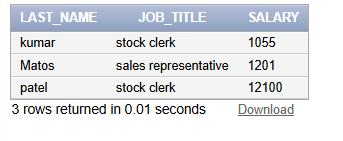 LAST_NAME JOB_TITLE SALARY
kumar stock clerk 1055
Matos sales representative 1201
patel stock clerk 12100
3 rows returned in 0.01 seconds Download